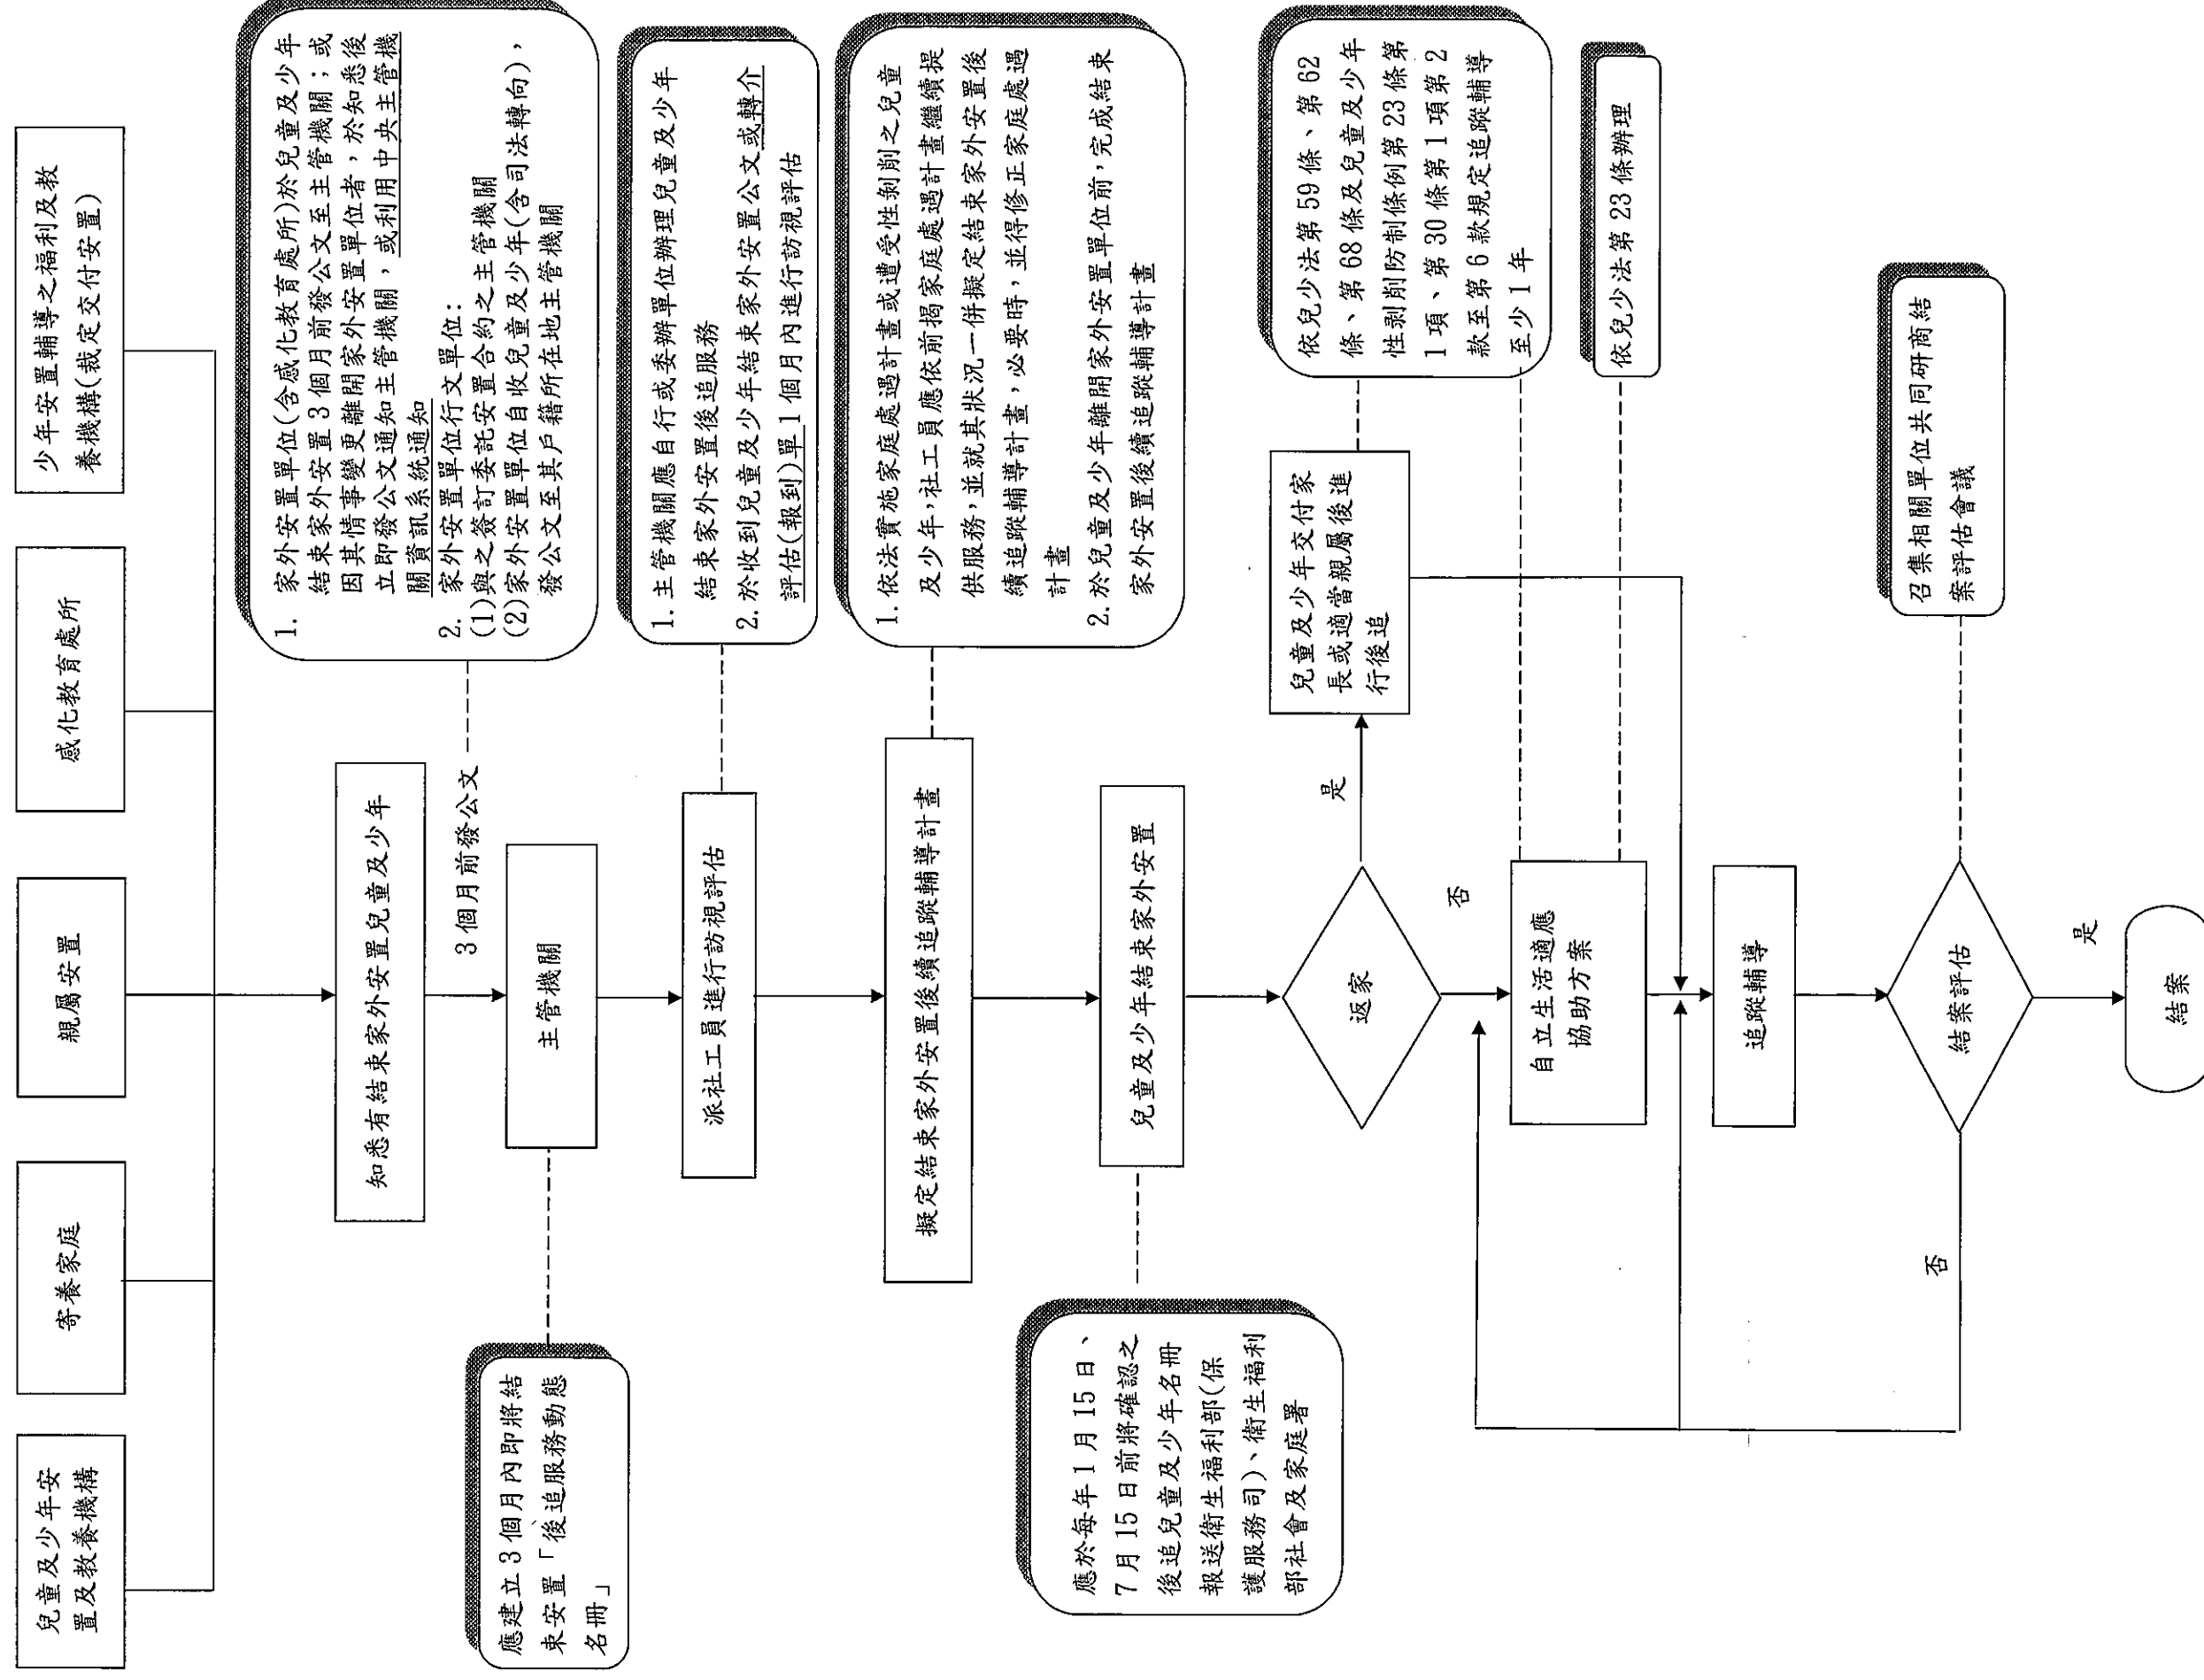 兒童及少年安
置及教養機構
寄養家庭
親屬安置
感化教育處所
少年安置輔導之福利及教
養機構(裁定交付安置)
知悉有結束家外安置兒童及少年
3個月前發公文
1. 家外安置單位(含感化教育處所)於兒童及少年
結束家外安置3個月前發公文至主管機關；或
因其情事變更離開家外安置單位者，於知悉後
立即發公文通知主管機關，或利用中央主管機
關資訊系統通知
2. 家外安置單位行文單位：
(1)與之簽訂委託安置合約之主管機關
(2)家外安置單位自收兒童及少年(含司法轉向)，
發公文至其戶籍所在地主管機關
主管機關
應建立3個月內即將結
束安置「後追服務動態
名冊」
派社工員進行訪視評估
1. 主管機關應自行或委辦單位辦理兒童及少年
結束家外安置後追服務
2. 於收到兒童及少年結束家外安置公文或轉介
評估(報到)單1個月內進行訪視評估
擬定結束家外安置後續追蹤輔導計畫
1. 依法實施家庭處遇計畫或遭受性剝削之兒童
及少年，社工員應依前揭家庭處遇計畫繼續提
供服務，並就其狀況一併擬定結束家外安置後
續追蹤輔導計畫，必要時，並得修正家庭處遇
計畫
2. 於兒童及少年離開家外安置單位前，完成結束
家外安置後續追蹤輔導計畫
兒童及少年結束家外安置
應於每年1月15日、
7月15日前將確認之
後追兒童及少年名冊
報送衛生福利部(保
護服務司)、衛生福利
部社會及家庭署
返家
是
兒童及少年交付家
長或適當親屬後進
行後追
依兒少法第59條、第62
條、第68條及兒童及少年
性剝削防制條例第23條第
1項、第30條第1項第2
款至第6款規定追蹤輔導
至少1年
否
自立生活適應
協助方案
依兒少法第23條辦理
追蹤輔導
結案評估
召集相關單位共同研商結
案評估會議
否
是
結案